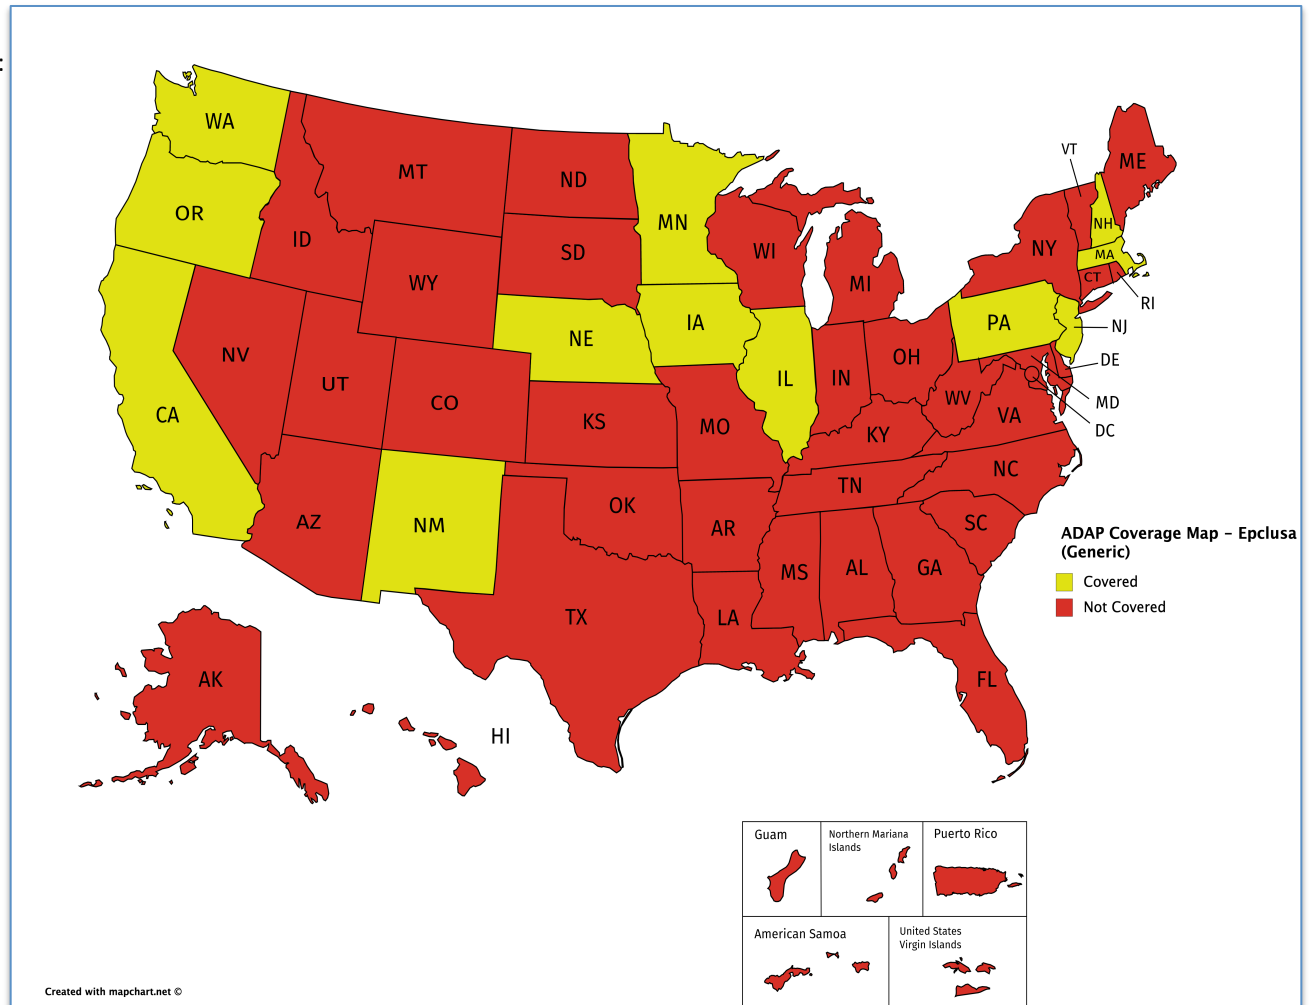 :
WA
MT
ND
MN
VT
ME
OR
ID
SD
WI
MI
NY
NH
MA
CT
RI
WY
NE
IA
PA
NJ
NV
UT
CO
IL
IN
OH
DE
CA
KS
MO
KY
WV
VA
MD
DC
AZ
NM
OK
AR
TN
NC
SC
MS
AL
GA
TX
LA
FL
AK
HI
ADAP Coverage Map – Epclusa
(Generic)
Covered
Not Covered
Guam
Northern Mariana
Islands
Puerto Rico
American Samoa
United States
Virgin Islands
Created with mapchart.net ©